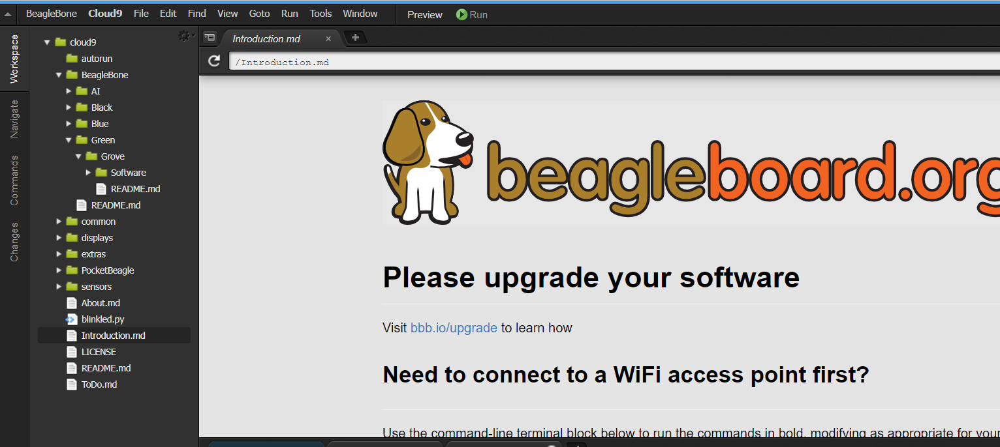 BeagleBone Cloud9 File Edit Find View Goto Run Tools Window Preview Run
Workspace
Navigate
Commands
Changes
cloud9
autorun
BeagleBone
AI
Black
Blue
Green
Grove
Software
README.md
README.md
common
displays
extras
PocketBeagle
sensors
About.md
blinkled.py
Introduction.md
LICENSE
README.md
ToDo.md
Introduction.md
/Introduction.md
beagleboard.org
Please upgrade your software
Visit bbb.io/upgrade to learn how
Need to connect to a WiFi access point first?
Use the command-line terminal block below to run the commands in bold, modifying as appropriate for your